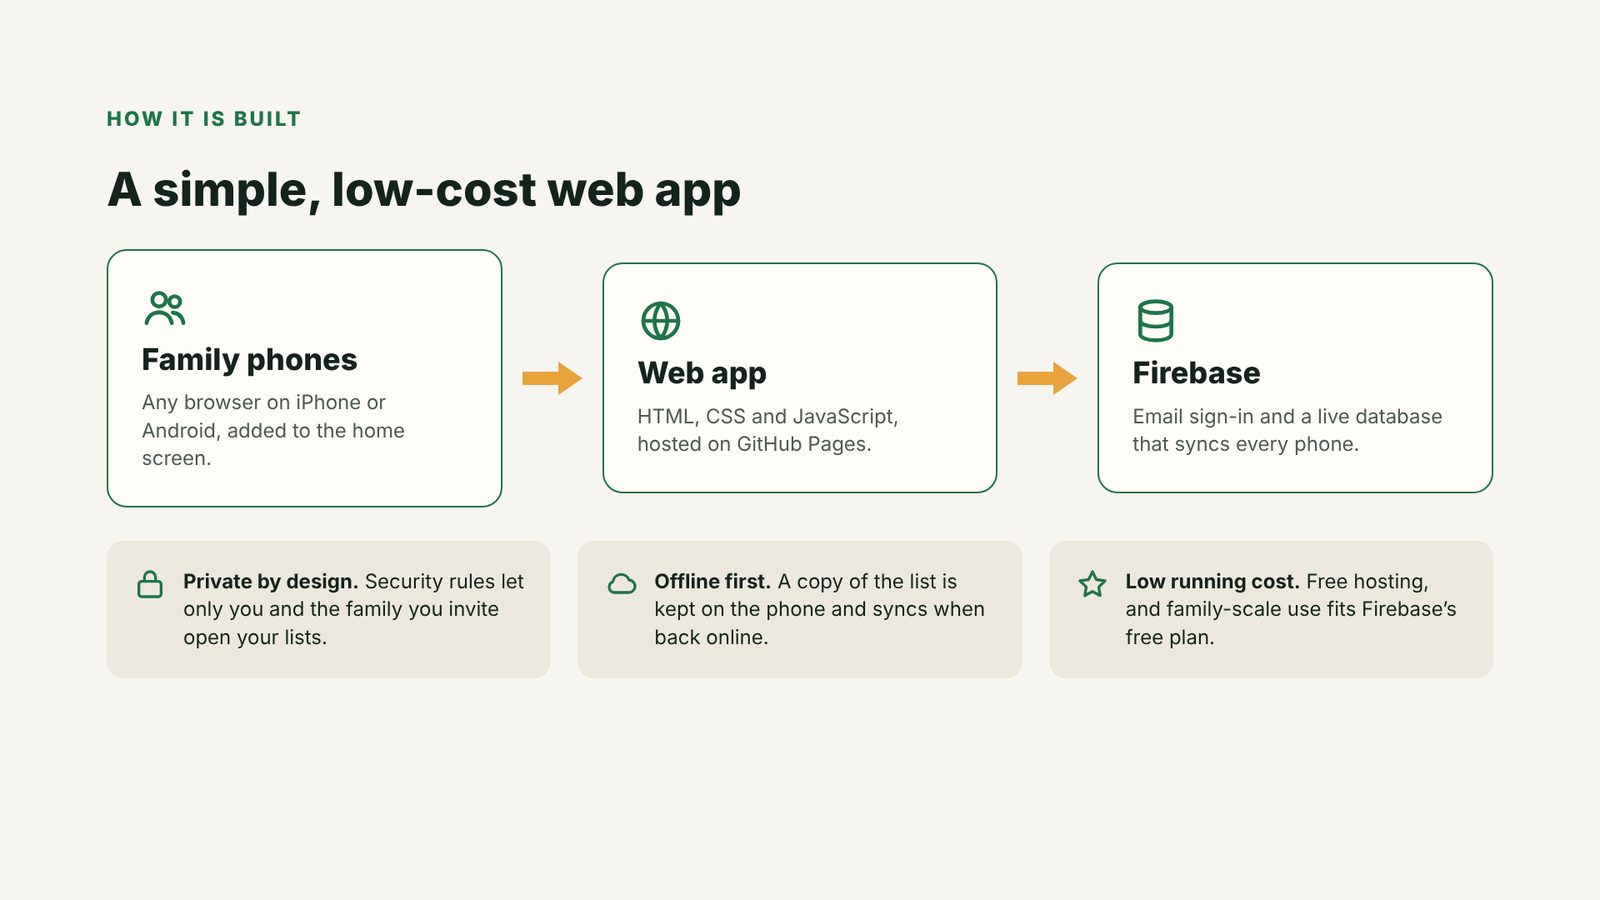 HOW IT IS BUILT
A simple, low-cost web app
Family phones
Any browser on iPhone or
Android, added to the home
screen.
Web app
HTML, CSS and JavaScript,
hosted on GitHub Pages.
Firebase
Email sign-in and a live database
that syncs every phone.
Private by design. Security rules let
only you and the family you invite
open your lists.
Offline first. A copy of the list is
kept on the phone and syncs when
back online.
Low running cost. Free hosting,
and family-scale use fits Firebase’s
free plan.